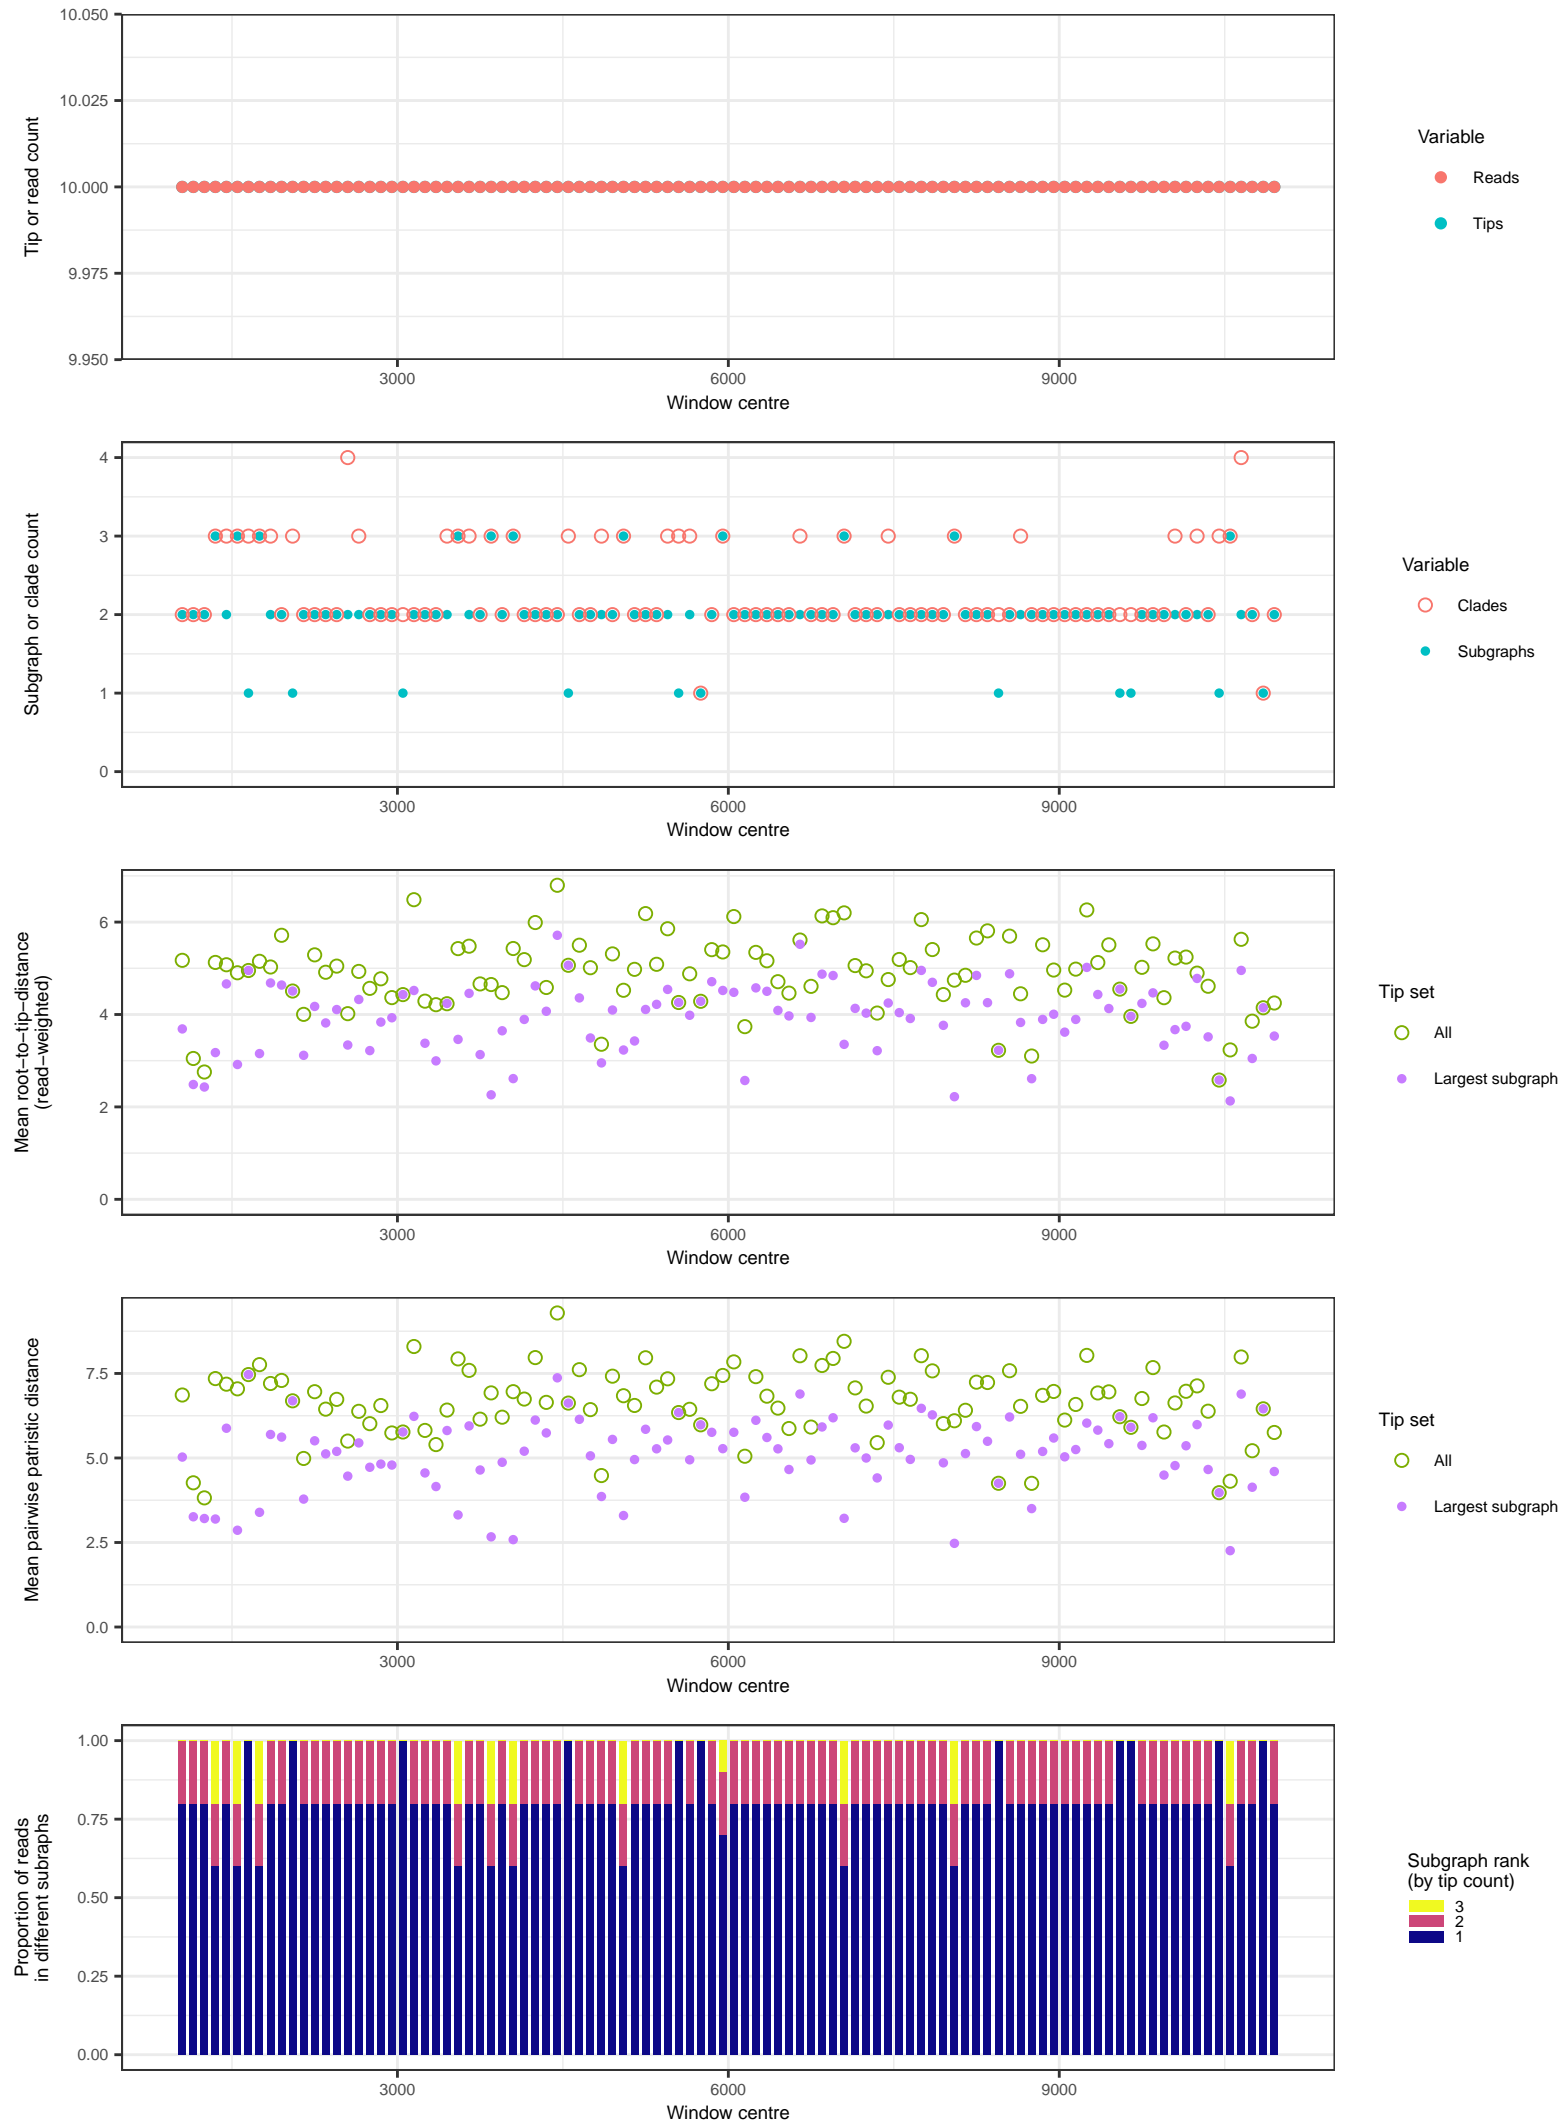 10.050
10.025
10.000
9.975
9.950
Tip or read count
3000 6000 9000
Window centre
Variable
Reads
Tips
4
3
2
1
0
Subgraph or clade count
3000 6000 9000
Window centre
Variable
Clades
Subgraphs
6
4
2
0
Mean root−to−tip−distance
(read−weighted)
3000 6000 9000
Window centre
Tip set
All
Largest subgraph
7.5
5.0
2.5
0.0
Mean pairwise patristic distance
3000 6000 9000
Window centre
Tip set
All
Largest subgraph
1.00
0.75
0.50
0.25
0.00
Proportion of reads
in different subraphs
3000 6000 9000
Window centre
Subgraph rank
(by tip count)
3
2
1